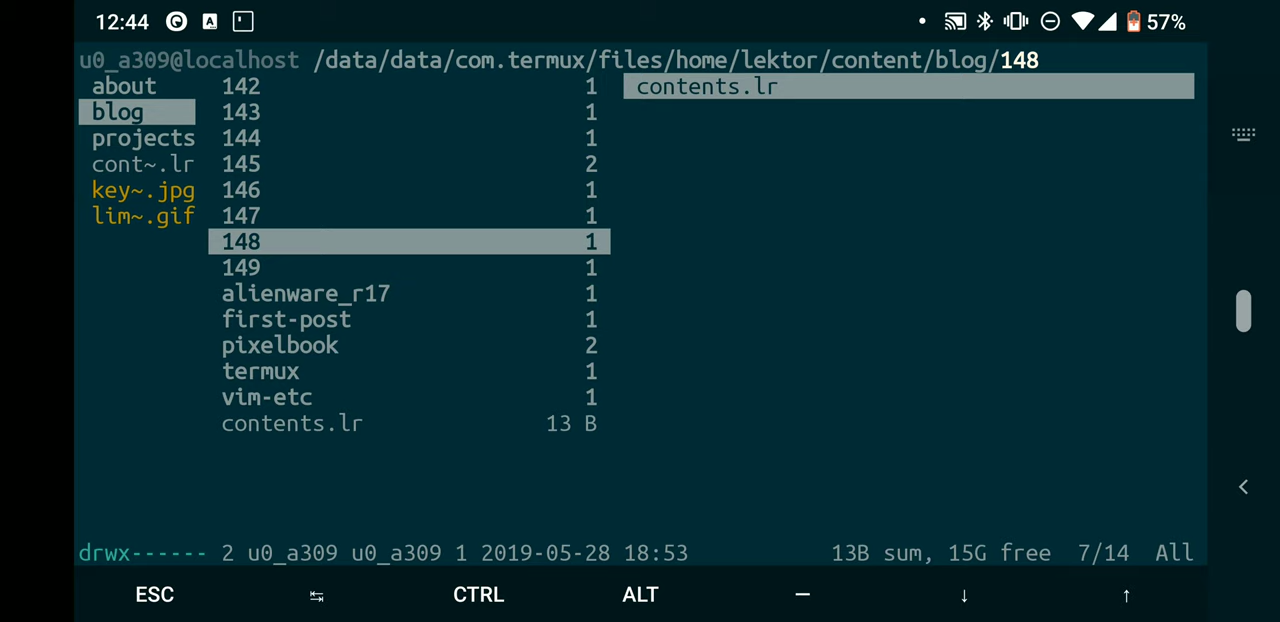 12:44 57%
u0_a309@localhost /data/data/com.termux/files/home/lektor/content/blog/148
about 142 1 contents.lr
blog 143 1
projects 144 1
cont~.lr 145 2
key~.jpg 146 1
lim~.gif 147 1
148 1
149 1
alienware_r17 1
first-post 1
pixelbook 2
termux 1
vim-etc 1
contents.lr 13 B
drwx------ 2 u0_a309 u0_a309 1 2019-05-28 18:53 13B sum, 15G free 7/14 All
ESC ↹ CTRL ALT — ↓ ↑